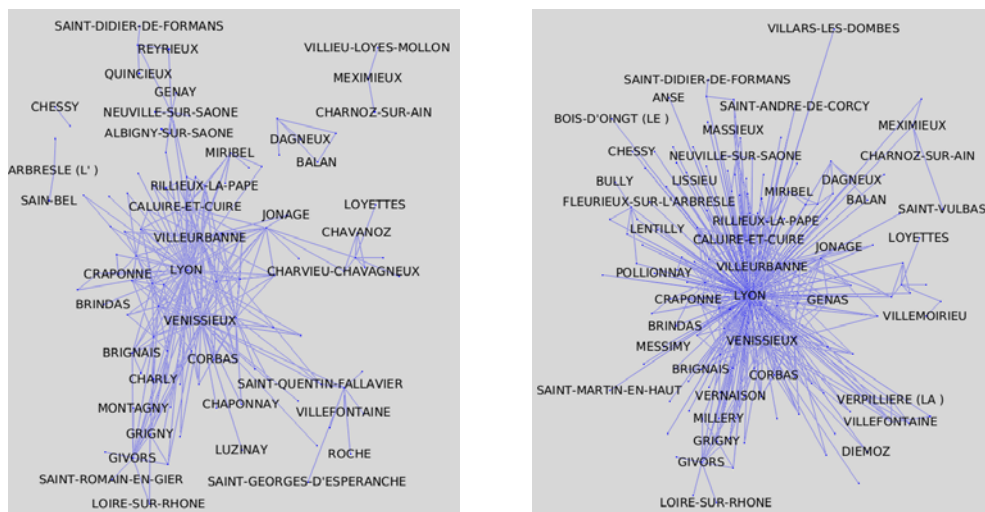 SAINT-DIDIER-DE-FORMANS
REYRIEUX
VILLIEU-LOYES-MOLLON
QUINCIEUX
MEXIMIEUX
GENAY
CHESSY
NEUVILLE-SUR-SAONE
CHARNOZ-SUR-AIN
ALBIGNY-SUR-SAONE
DAGNEUX
MIRIBEL
BALAN
ARBRESLE (L' )
RILLIEUX-LA-PAPE
SAIN-BEL
CALUIRE-ET-CUIRE
LOYETTES
JONAGE
CHAVANOZ
VILLEURBANNE
LYON
CHARVIEU-CHAVAGNEUX
CRAPONNE
BRINDAS
VENISSIEUX
BRIGNAIS
CORBAS
CHARLY
SAINT-QUENTIN-FALLAVIER
MONTAGNY
CHAPONNAY
VILLEFONTAINE
GRIGNY
LUZINAY
ROCHE
GIVORS
SAINT-ROMAIN-EN-GIER
SAINT-GEORGES-D'ESPERANCHE
LOIRE-SUR-RHONE
VILLARS-LES-DOMBES
SAINT-DIDIER-DE-FORMANS
ANSE
SAINT-ANDRE-DE-CORCY
BOIS-D'OINGT (LE )
MASSIEUX
MEXIMIEUX
CHESSY
NEUVILLE-SUR-SAONE
CHARNOZ-SUR-AIN
BULLY
LISSIEU
DAGNEUX
MIRIBEL
FLEURIEUX-SUR-L'ARBRESLE
BALAN
SAINT-VULBAS
RILLIEUX-LA-PAPE
LENTILLY
CALUIRE-ET-CUIRE
LOYETTES
JONAGE
VILLEURBANNE
POLLIONNAY
LYON
CRAPONNE
GENAS
VILLEMOIRIEU
BRINDAS
VENISSIEUX
MESSIMY
BRIGNAIS
CORBAS
SAINT-MARTIN-EN-HAUT
VERNAISON
VERPILLIERE (LA )
MILLERY
VILLEFONTAINE
GRIGNY
DIEMOZ
GIVORS
LOIRE-SUR-RHONE